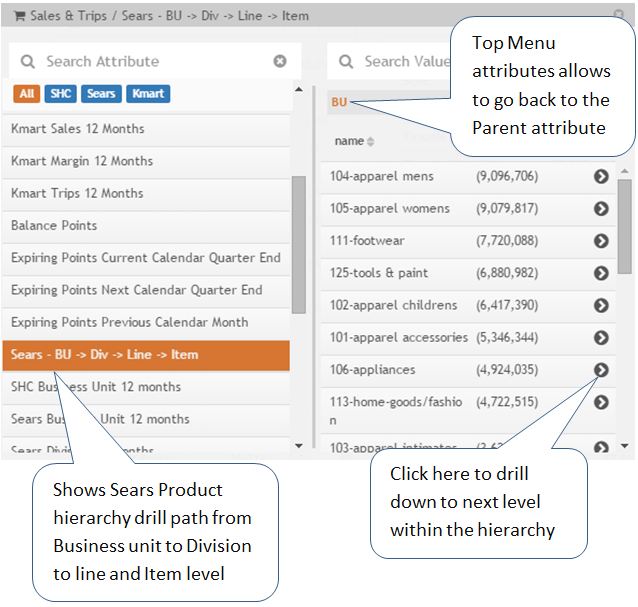 Sales & Trips / Sears - BU -> Div -> Line -> Item
Search Attribute
All SHC Sears Kmart
Kmart Sales 12 Months
Kmart Margin 12 Months
Kmart Trips 12 Months
Balance Points
Expiring Points Current Calendar Quarter End
Expiring Points Next Calendar Quarter End
Expiring Points Previous Calendar Month
Sears - BU -> Div -> Line -> Item
SHC Business Unit 12 months
Sears Bus Unit 12 months
Sears Divi
Search Value
BU
name
104-apparel mens (9,096,706)
105-apparel womens (9,079,817)
111-footwear (7,720,088)
125-tools & paint (6,880,982)
102-apparel childrens (6,417,390)
101-apparel accessories (5,346,344)
106-appliances (4,924,035)
113-home-goods/fashio (4,722,515)
n
103-apparel intimates
Top Menu
attributes allows
to go back to the
Parent attribute
Shows Sears Product
hierarchy drill path from
Business unit to Division
to line and Item level
Click here to drill
down to next level
within the hierarchy